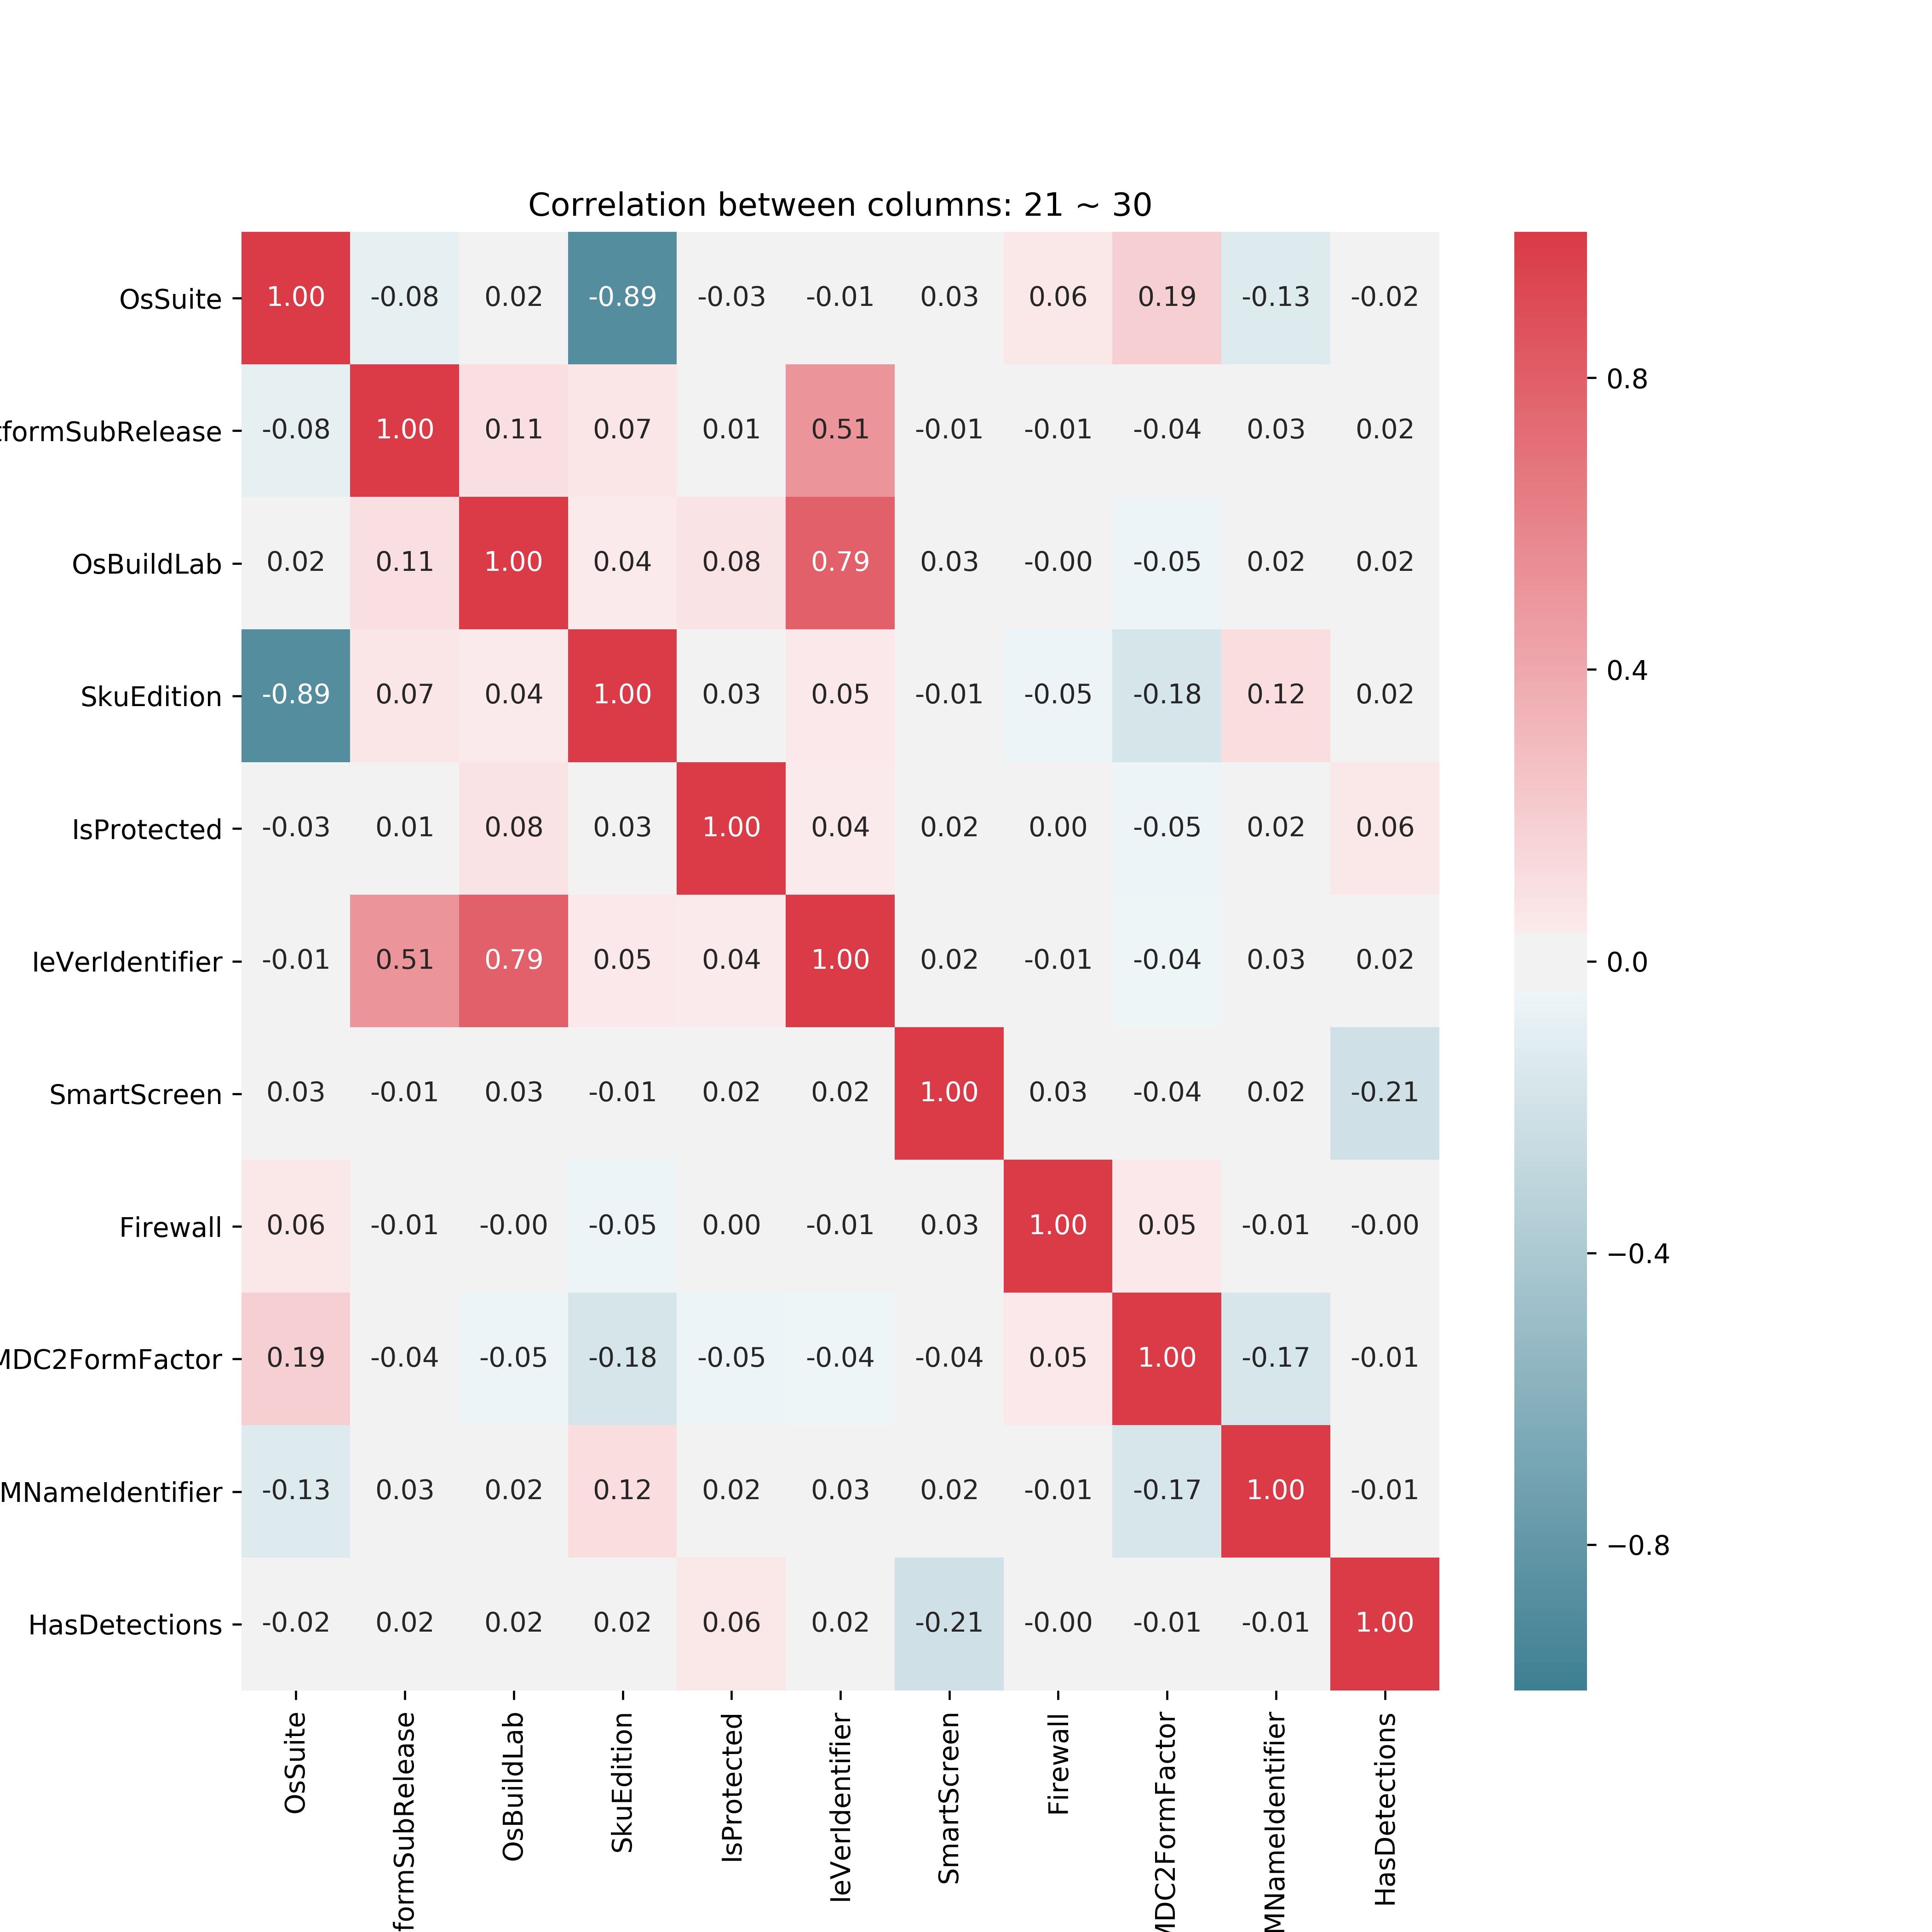 Correlation between columns: 21 ~ 30
OsSuite 1.00 -0.08 0.02 -0.89 -0.03 -0.01 0.03 0.06 0.19 -0.13 -0.02
tformSubRelease -0.08 1.00 0.11 0.07 0.01 0.51 -0.01 -0.01 -0.04 0.03 0.02
OsBuildLab 0.02 0.11 1.00 0.04 0.08 0.79 0.03 -0.00 -0.05 0.02 0.02
SkuEdition -0.89 0.07 0.04 1.00 0.03 0.05 -0.01 -0.05 -0.18 0.12 0.02
IsProtected -0.03 0.01 0.08 0.03 1.00 0.04 0.02 0.00 -0.05 0.02 0.06
IeVerIdentifier -0.01 0.51 0.79 0.05 0.04 1.00 0.02 -0.01 -0.04 0.03 0.02
SmartScreen 0.03 -0.01 0.03 -0.01 0.02 0.02 1.00 0.03 -0.04 0.02 -0.21
Firewall 0.06 -0.01 -0.00 -0.05 0.00 -0.01 0.03 1.00 0.05 -0.01 -0.00
MDC2FormFactor 0.19 -0.04 -0.05 -0.18 -0.05 -0.04 -0.04 0.05 1.00 -0.17 -0.01
MNameIdentifier -0.13 0.03 0.02 0.12 0.02 0.03 0.02 -0.01 -0.17 1.00 -0.01
HasDetections -0.02 0.02 0.02 0.02 0.06 0.02 -0.21 -0.00 -0.01 -0.01 1.00
OsSuite
formSubRelease
OsBuildLab
SkuEdition
IsProtected
IeVerIdentifier
SmartScreen
Firewall
MDC2FormFactor
MNameIdentifier
HasDetections
0.8
0.4
0.0
−0.4
−0.8